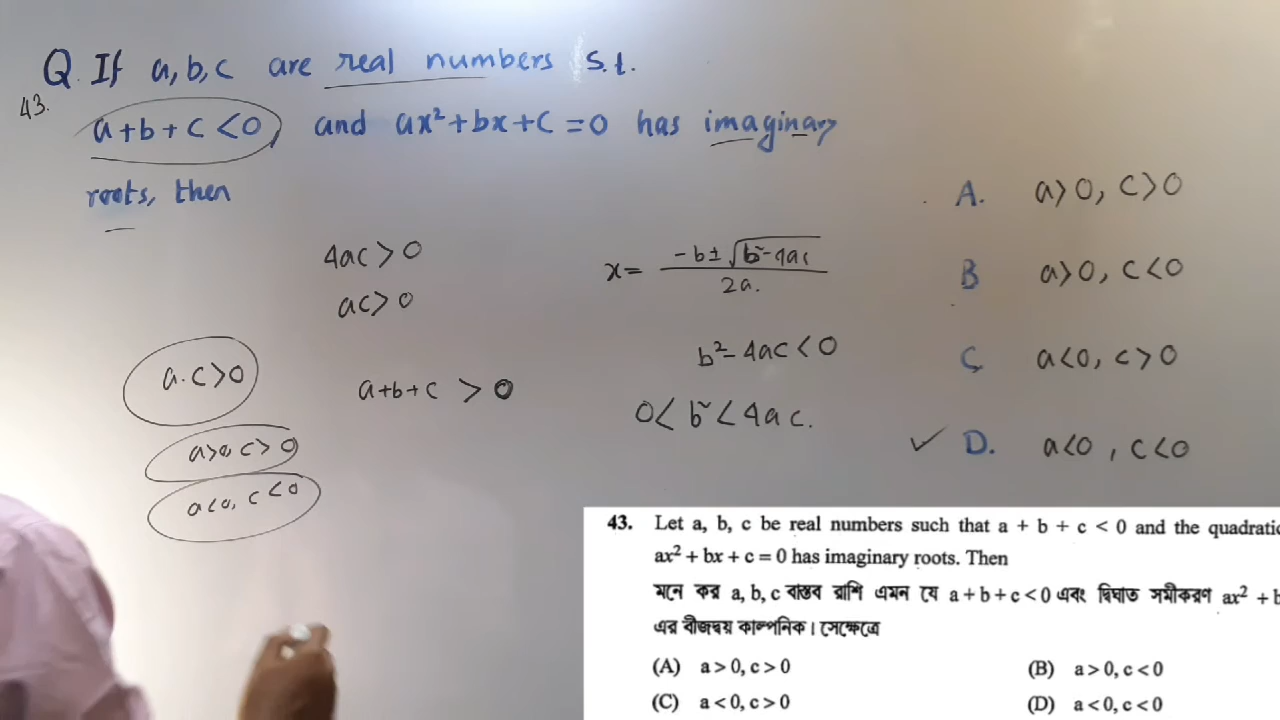 Q. If a, b, c are real numbers s.t.
43.
a + b + c < 0, and ax² + bx + c = 0 has imaginary
roots, then
4ac > 0
ac > 0
a.c > 0
a+b+c > 0
a>0, c > 0
a<0, c < 0
x = -b ± √b²-4ac / 2a.
b² - 4ac < 0
0 < b² < 4ac.
A. a>0, c>0
B a>0, c<0
C a<0, c>0
✓ D. a<0, c<0
43. Let a, b, c be real numbers such that a + b + c < 0 and the quadratic
ax² + bx + c = 0 has imaginary roots. Then
মনে কর a, b, c বাস্তব রাশি এমন যে a + b + c < 0 এবং দ্বিঘাত সমীকরণ ax² + b
এর বীজদ্বয় কাল্পনিক। সেক্ষেত্রে
(A) a > 0, c > 0 (B) a > 0, c < 0
(C) a < 0, c > 0 (D) a < 0, c < 0